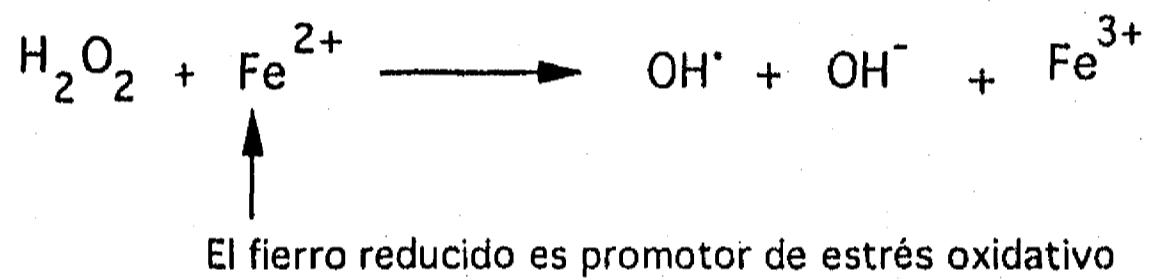 H₂O₂ + Fe²⁺ ⟶ OH· + OH⁻ + Fe³⁺
El fierro reducido es promotor de estrés oxidativo